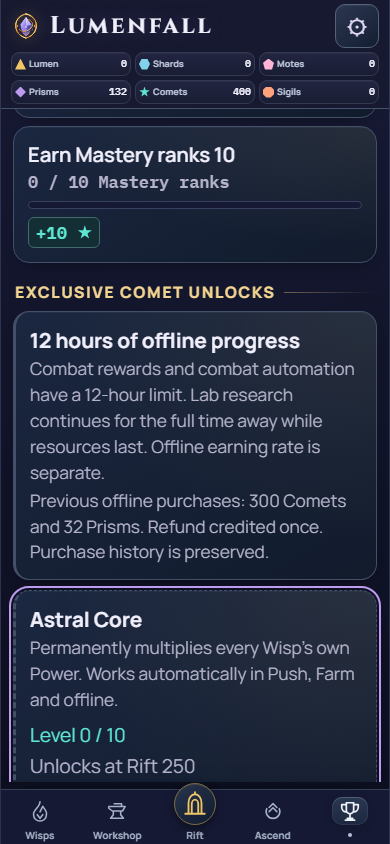 LUMENFALL
Lumen 0
Shards 0
Motes 0
Prisms 132
Comets 400
Sigils 0
Earn Mastery ranks 10
0 / 10 Mastery ranks
+10 ★
EXCLUSIVE COMET UNLOCKS
12 hours of offline progress
Combat rewards and combat automation
have a 12-hour limit. Lab research
continues for the full time away while
resources last. Offline earning rate is
separate.
Previous offline purchases: 300 Comets
and 32 Prisms. Refund credited once.
Purchase history is preserved.
Astral Core
Permanently multiplies every Wisp's own
Power. Works automatically in Push, Farm
and offline.
Level 0 / 10
Unlocks at Rift 250
Wisps
Workshop
Rift
Ascend